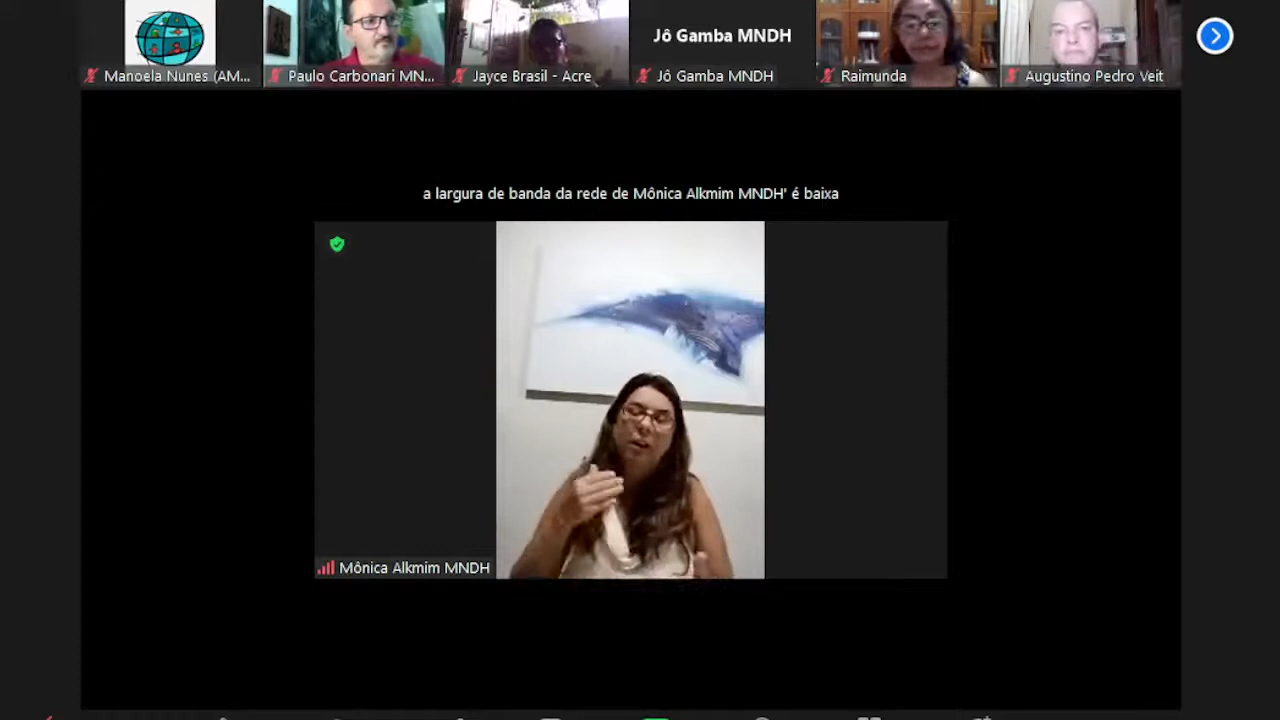 Jô Gamba MNDH
Manoela Nunes (AM...
Paulo Carbonari MN...
Jayce Brasil - Acre
Jô Gamba MNDH
Raimunda
Augustino Pedro Veit
a largura de banda da rede de Mônica Alkmim MNDH' é baixa
Mônica Alkmim MNDH